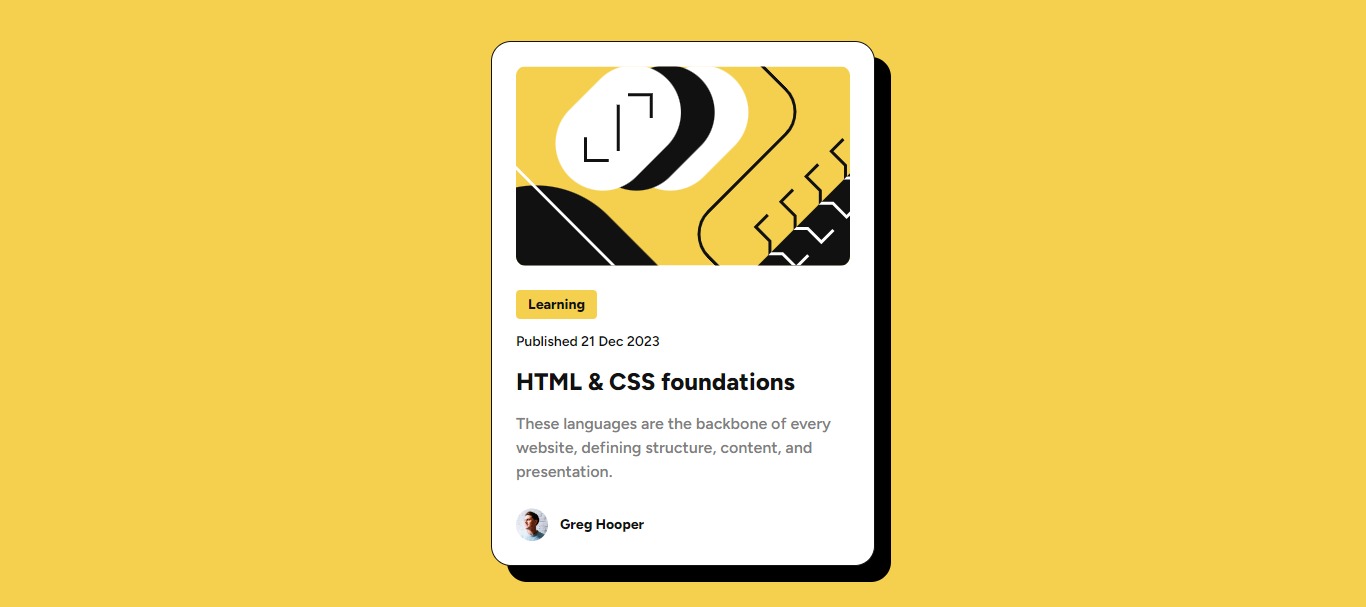 Learning
Published 21 Dec 2023
HTML & CSS foundations
These languages are the backbone of every
website, defining structure, content, and
presentation.
Greg Hooper